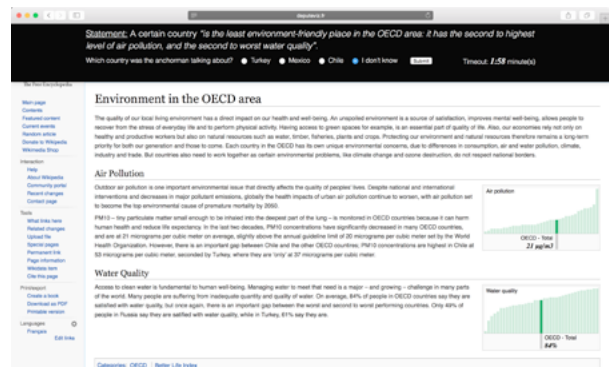 Statement: A certain country "is the least environment-friendly place in the OECD area: it has the second to highest
level of air pollution, and the second to worst water quality".
Which country was the anchorman talking about? Turkey Mexico Chile I don't know Submit Timeout: 1:58 minute(s)
The Free Encyclopedia
Main page
Contents
Featured content
Current events
Random article
Donate to Wikipedia
Wikimedia Shop
Interaction
Help
About Wikipedia
Community portal
Recent changes
Contact page
Tools
What links here
Related changes
Upload file
Special pages
Permanent link
Page information
Wikidata item
Cite this page
Print/export
Create a book
Download as PDF
Printable version
Languages
Français
Edit links
Environment in the OECD area
The quality of our local living environment has a direct impact on our health and well-being. An unspoiled environment is a source of satisfaction, improves mental well-being, allows people to
recover from the stress of everyday life and to perform physical activity. Having access to green spaces for example, is an essential part of quality of life. Also, our economies rely not only on
healthy and productive workers but also on natural resources such as water, timber, fisheries, plants and crops. Protecting our environment and natural resources therefore remains a long-term
priority for both our generation and those to come. Each country in the OECD has its own unique environmental concerns, due to differences in consumption, air and water pollution, climate,
industry and trade. But countries also need to work together as certain environmental problems, like climate change and ozone destruction, do not respect national borders.
Air Pollution
Outdoor air pollution is one important environmental issue that directly affects the quality of peoples' lives. Despite national and international
interventions and decreases in major pollutant emissions, globally the health impacts of urban air pollution continue to worsen, with air pollution set
to become the top environmental cause of premature mortality by 2050.
PM10 – tiny particulate matter small enough to be inhaled into the deepest part of the lung – is monitored in OECD countries because it can harm
human health and reduce life expectancy. In the last two decades, PM10 concentrations have significantly decreased in many OECD countries,
and are at 21 micrograms per cubic meter on average, slightly above the annual guideline limit of 20 micrograms per cubic meter set by the World
Health Organization. However, there is an important gap between Chile and the other OECD countries; PM10 concentrations are highest in Chile at
53 micrograms per cubic meter, seconded by Turkey, where they are 'only' at 37 micrograms per cubic meter.
Air pollution
OECD - Total
21 µg/m3
Water Quality
Access to clean water is fundamental to human well-being. Managing water to meet that need is a major – and growing – challenge in many parts
of the world. Many people are suffering from inadequate quantity and quality of water. On average, 84% of people in OECD countries say they are
satisfied with water quality, but once again, there is an important gap between the worst and second to worst performing countries. Only 49% of
people in Russia say they are satified with water quality, while in Turkey, 61% say they are.
Water quality
OECD - Total
84%
Categories: OECD Better Life Index